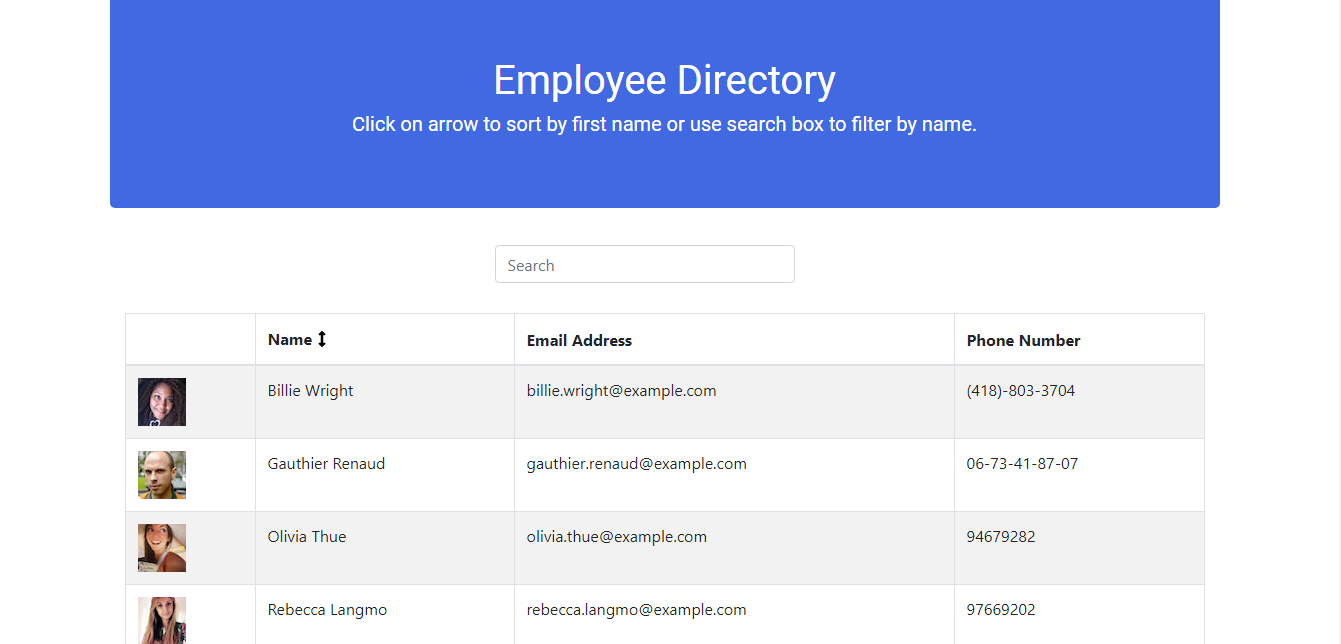 Employee Directory
Click on arrow to sort by first name or use search box to filter by name.
Search
Name Email Address Phone Number
Billie Wright billie.wright@example.com (418)-803-3704
Gauthier Renaud gauthier.renaud@example.com 06-73-41-87-07
Olivia Thue olivia.thue@example.com 94679282
Rebecca Langmo rebecca.langmo@example.com 97669202